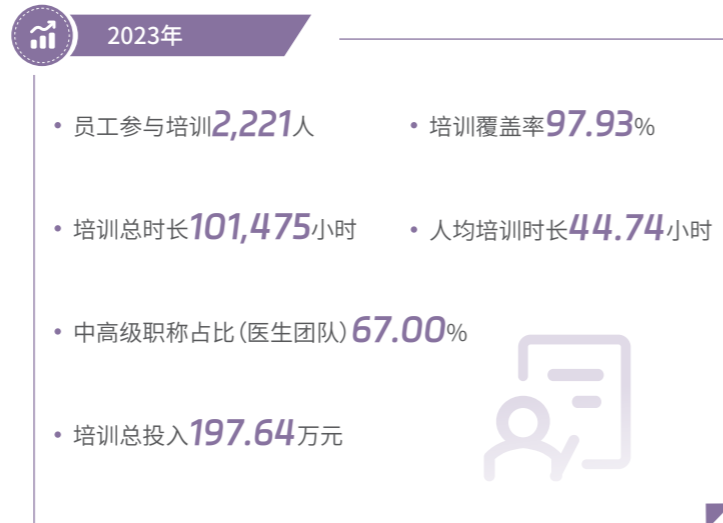 2023年
• 员工参与培训2,221人
• 培训覆盖率97.93%
• 培训总时长101,475小时
• 人均培训时长44.74小时
• 中高级职称占比（医生团队）67.00%
• 培训总投入197.64万元